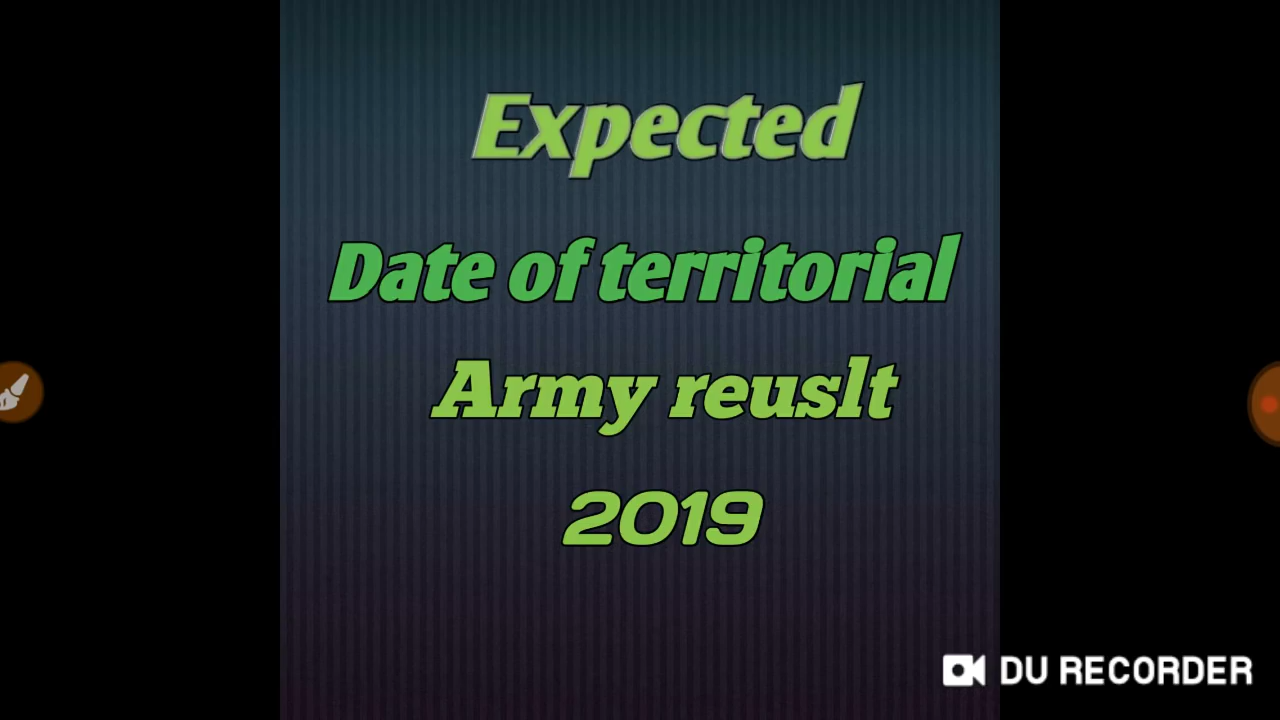 Expected
Date of territorial
Army reuslt
2019
DU RECORDER